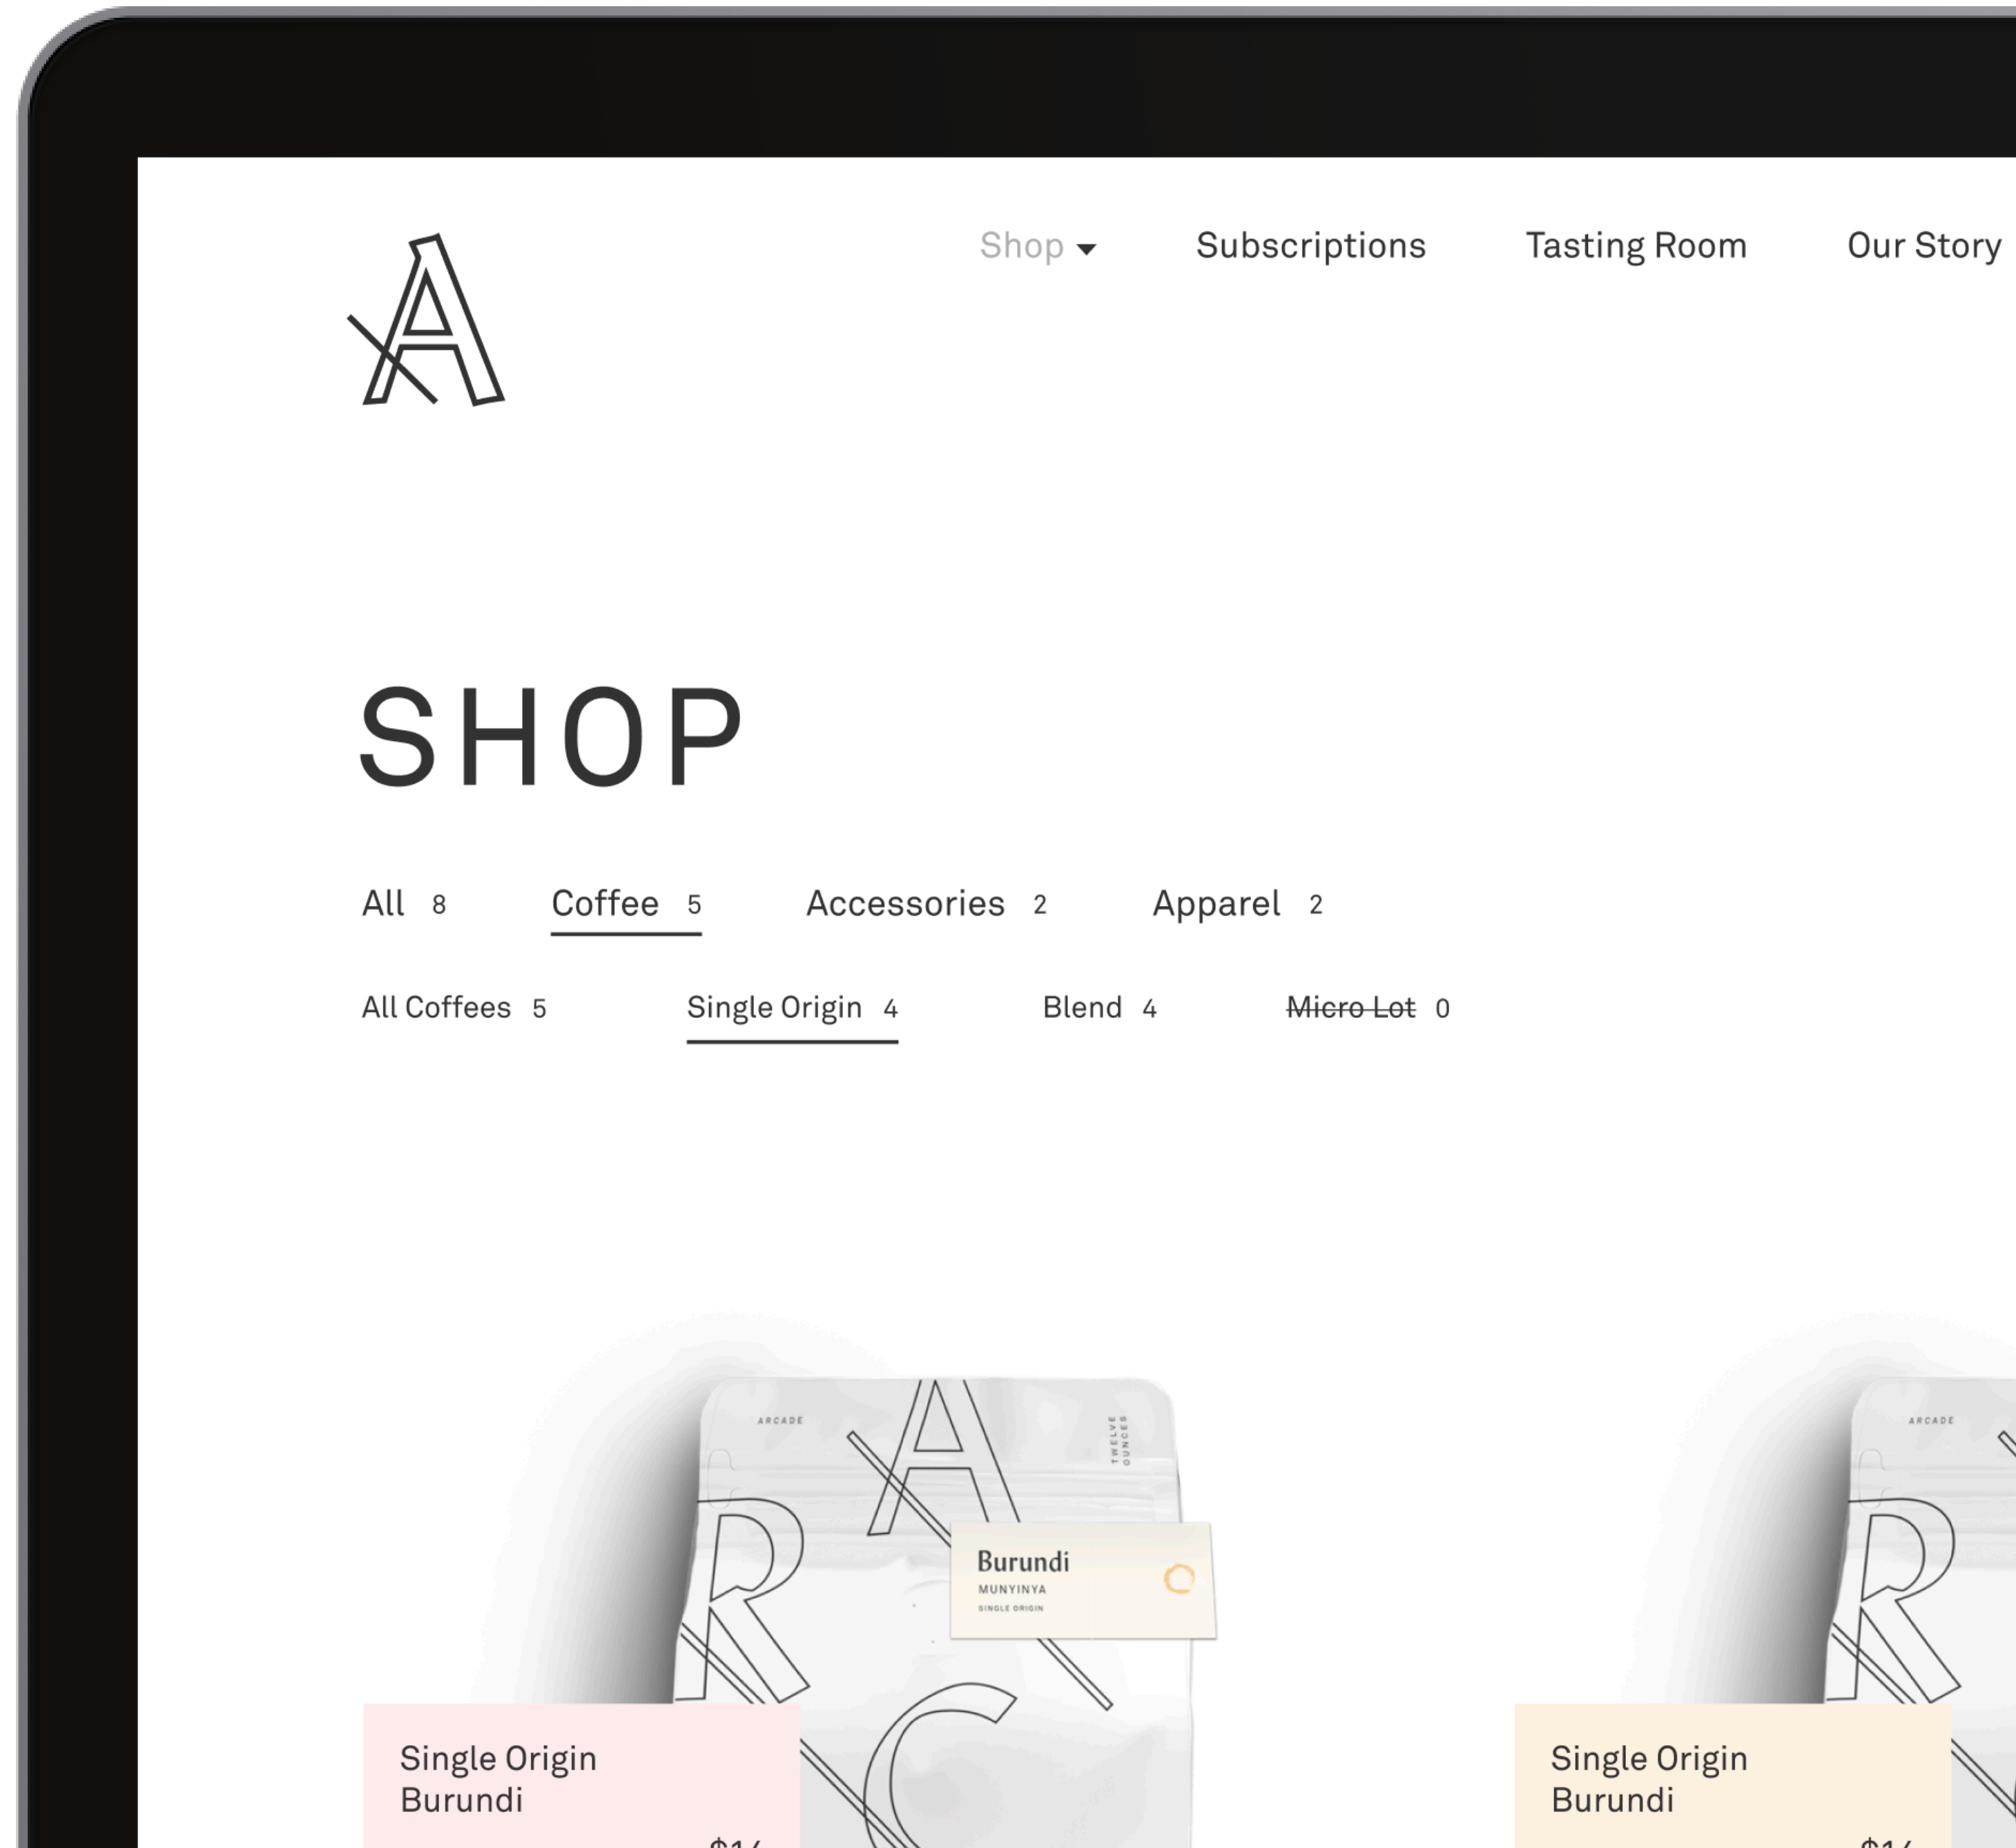 A
Shop Subscriptions Tasting Room Our Story
SHOP
All 8 Coffee 5 Accessories 2 Apparel 2
All Coffees 5 Single Origin 4 Blend 4 Micro Lot 0
ARCADE
A
TWELVE
OUNCES
R
Burundi
MUNYINYA
SINGLE ORIGIN
C
Single Origin
Burundi
ARCADE
R
Single Origin
Burundi